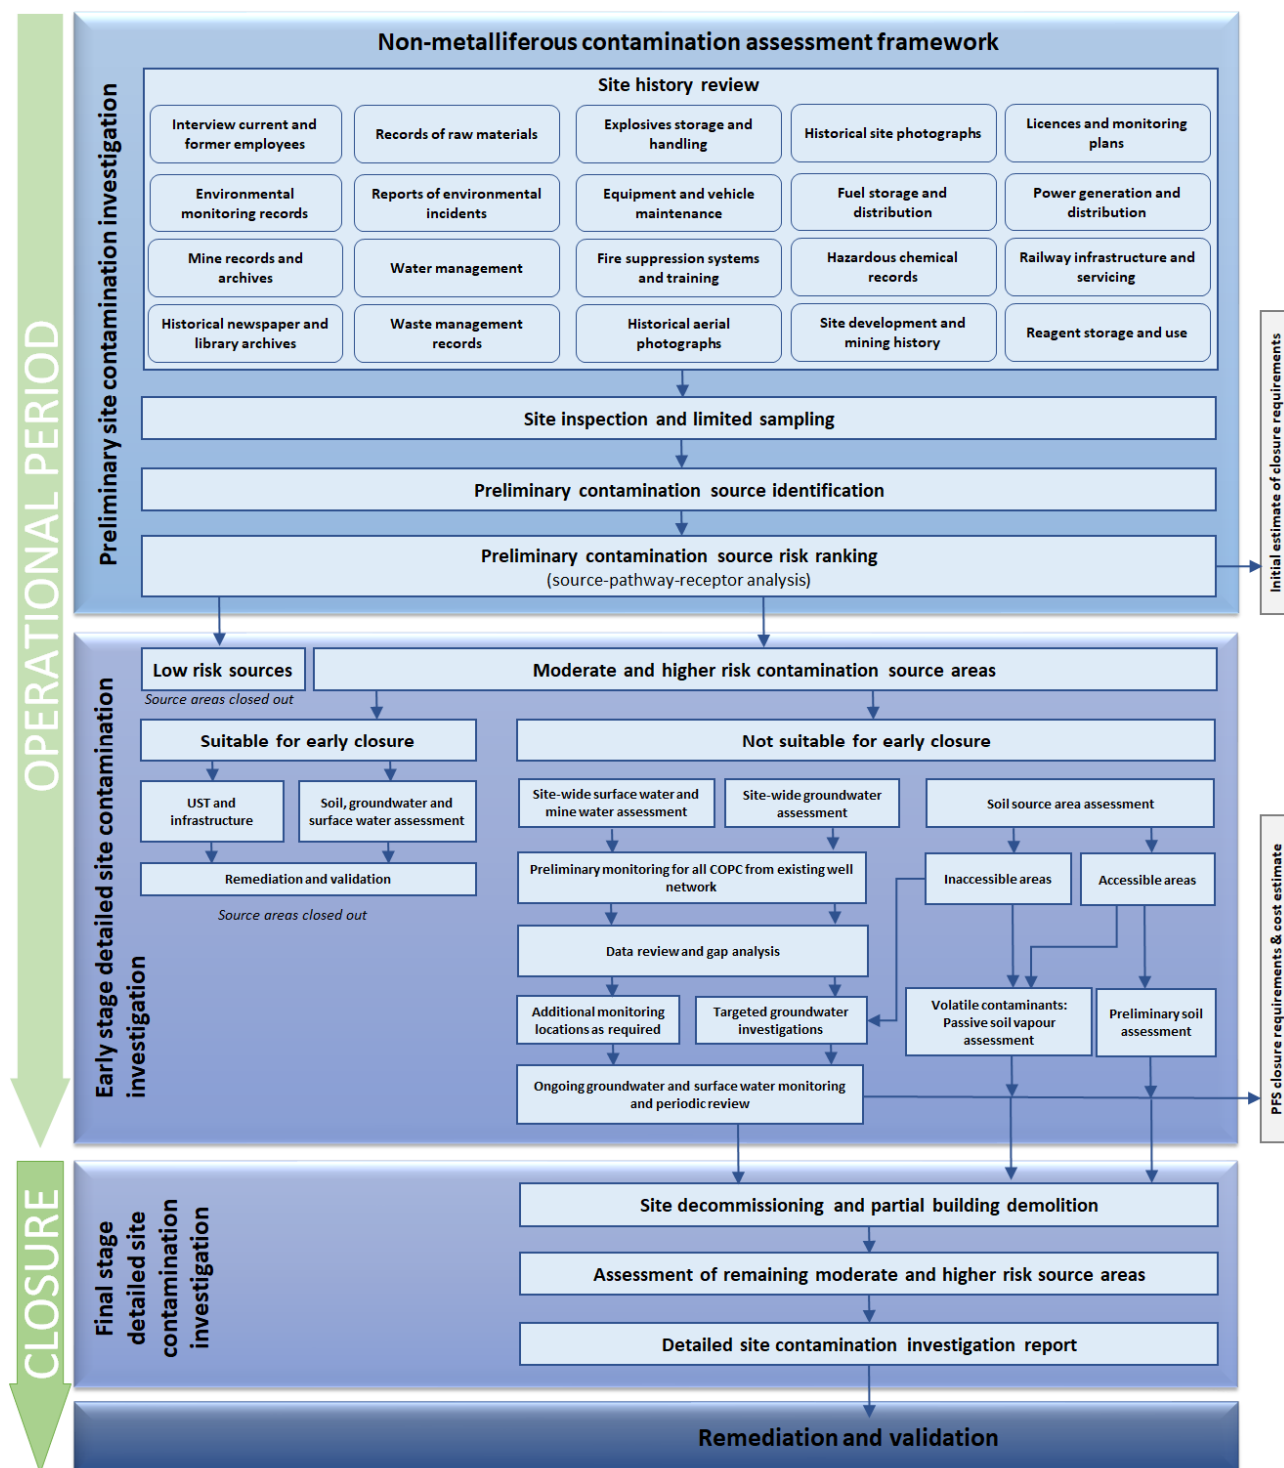 Non-metalliferous contamination assessment framework
OPERATIONAL PERIOD
Preliminary site contamination investigation
Site history review
Interview current and
former employees
Records of raw materials
Explosives storage and
handling
Historical site photographs
Licences and monitoring
plans
Environmental
monitoring records
Reports of environmental
incidents
Equipment and vehicle
maintenance
Fuel storage and
distribution
Power generation and
distribution
Mine records and
archives
Water management
Fire suppression systems
and training
Hazardous chemical
records
Railway infrastructure and
servicing
Historical newspaper and
library archives
Waste management
records
Historical aerial
photographs
Site development and
mining history
Reagent storage and use
Site inspection and limited sampling
Preliminary contamination source identification
Preliminary contamination source risk ranking
(source-pathway-receptor analysis)
Initial estimate of closure requirements
Early stage detailed site contamination
investigation
Low risk sources
Source areas closed out
Moderate and higher risk contamination source areas
Suitable for early closure
Not suitable for early closure
UST and
infrastructure
Soil, groundwater and
surface water assessment
Remediation and validation
Source areas closed out
Site-wide surface water and
mine water assessment
Site-wide groundwater
assessment
Soil source area assessment
Preliminary monitoring for all COPC from existing well
network
Inaccessible areas
Accessible areas
Data review and gap analysis
Additional monitoring
locations as required
Targeted groundwater
investigations
Volatile contaminants:
Passive soil vapour
assessment
Preliminary soil
assessment
Ongoing groundwater and surface water monitoring
and periodic review
PFS closure requirements & cost estimate
CLOSURE
Final stage
detailed site
contamination
investigation
Site decommissioning and partial building demolition
Assessment of remaining moderate and higher risk source areas
Detailed site contamination investigation report
Remediation and validation